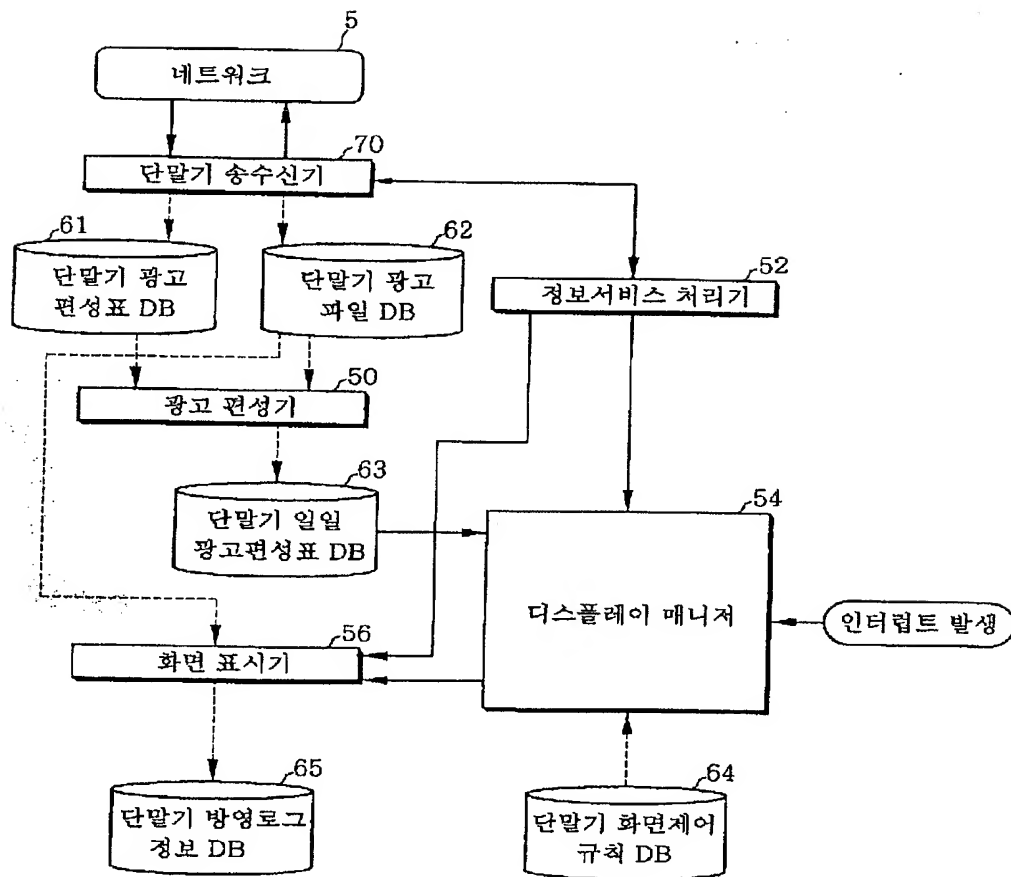 5
네트워크
70
단말기 송수신기
61
단말기 광고
편성표 DB
62
단말기 광고
파일 DB
52
정보서비스 처리기
50
광고 편성기
63
단말기 일일
광고편성표 DB
54
디스플레이 매니저
인터럽트 발생
56
화면 표시기
65
단말기 방영로그
정보 DB
64
단말기 화면제어
규칙 DB